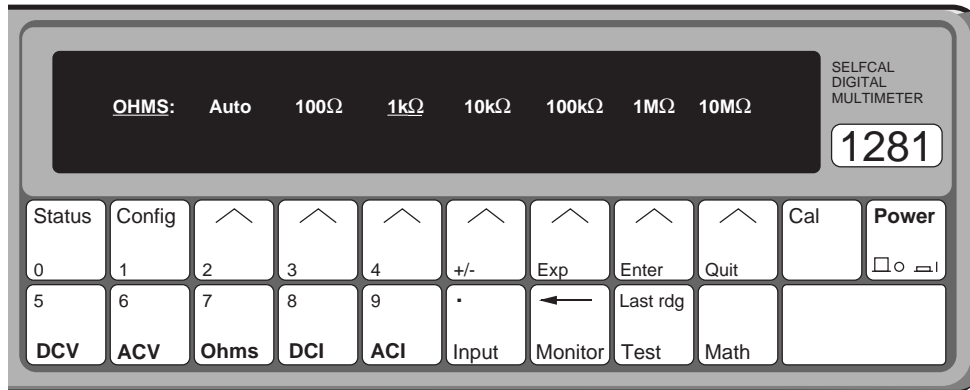 SELFCAL
DIGITAL
MULTIMETER
1281
OHMS: Auto 100Ω 1kΩ 10kΩ 100kΩ 1MΩ 10MΩ
Status Config Cal Power
0 1 2 3 4 +/- Exp Enter Quit
5 6 7 8 9 . Last rdg
DCV ACV Ohms DCI ACI Input Monitor Test Math